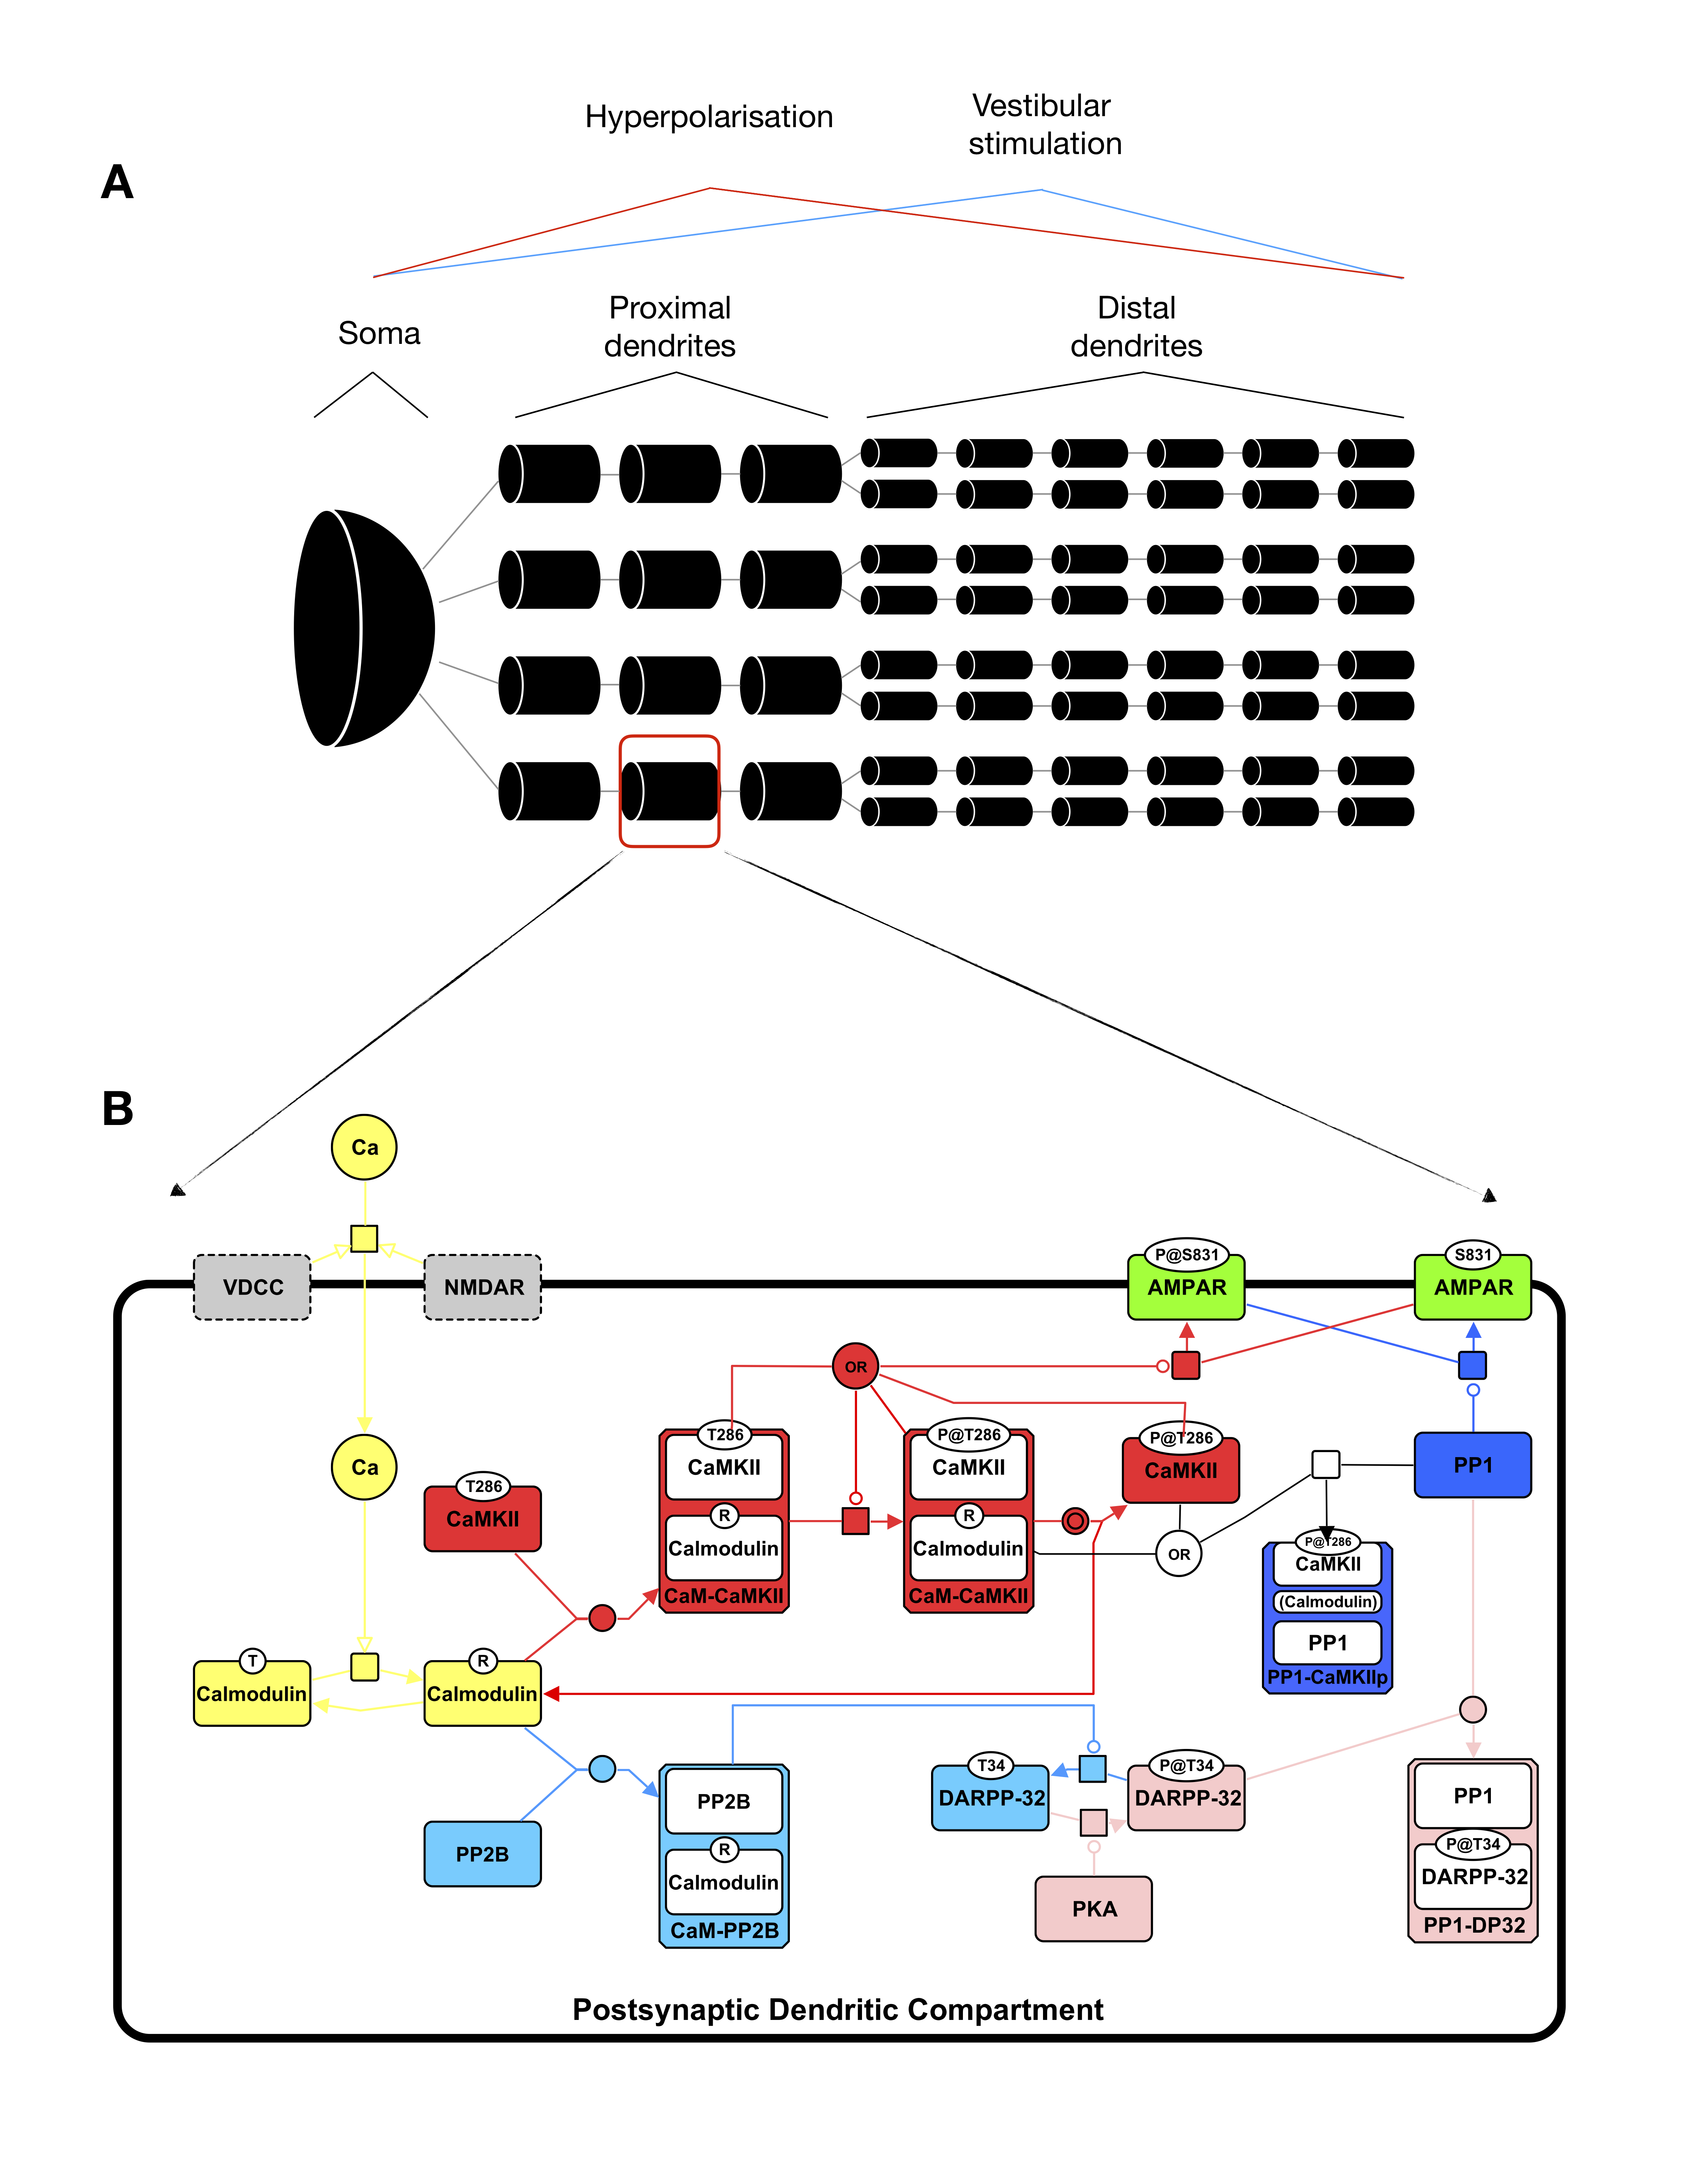 Hyperpolarisation
Vestibular
stimulation
A
Soma
Proximal
dendrites
Distal
dendrites
B
Ca
VDCC
NMDAR
P@S831
AMPAR
S831
AMPAR
OR
Ca
T286
CaMKII
T286
CaMKII
R
Calmodulin
CaM-CaMKII
P@T286
CaMKII
R
Calmodulin
CaM-CaMKII
P@T286
CaMKII
OR
PP1
P@T286
CaMKII
(Calmodulin)
PP1
PP1-CaMKIIp
T
Calmodulin
R
Calmodulin
PP2B
PP2B
R
Calmodulin
CaM-PP2B
T34
DARPP-32
P@T34
DARPP-32
PKA
PP1
P@T34
DARPP-32
PP1-DP32
Postsynaptic Dendritic Compartment